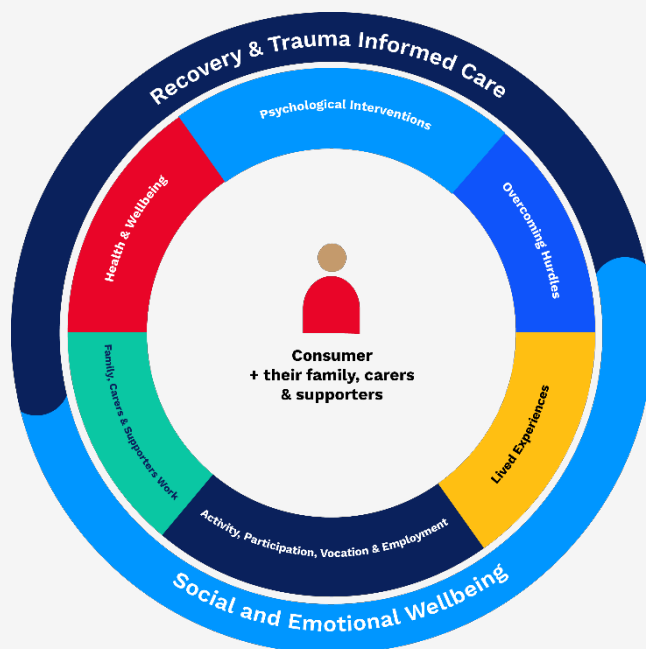 Recovery & Trauma Informed Care
Psychological Interventions
Health & Wellbeing
Overcoming Hurdles
Consumer
+ their family, carers
& supporters
Family, Carers & Supporters Work
Lived Experiences
Activity, Participation, Vocation & Employment
Social and Emotional Wellbeing